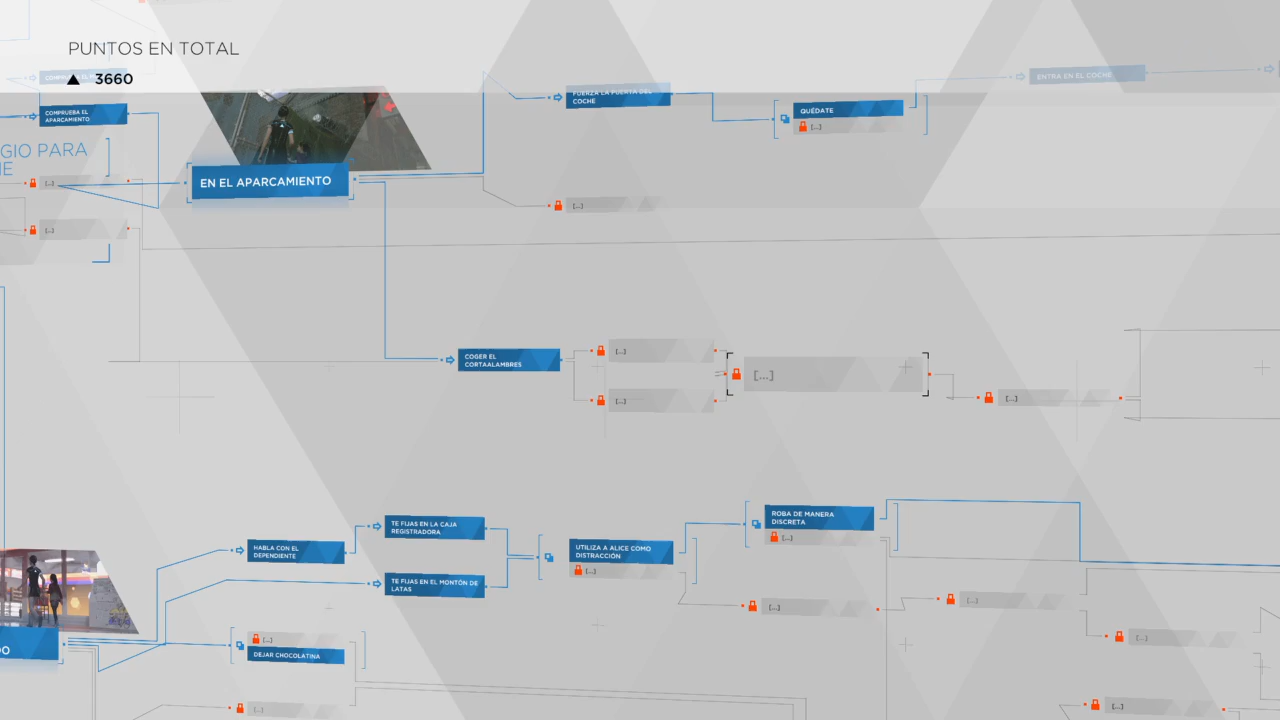 PUNTOS EN TOTAL
3660
ENTRA EN EL COCHE
COMPRUEBA EL
APARCAMIENTO
FUERZA LA PUERTA DEL
COCHE
QUÉDATE
[...]
GIO PARA
NE
[...]
EN EL APARCAMIENTO
[...]
[...]
COGER EL
CORTAALAMBRES
[...]
[...]
[...]
[...]
TE FIJAS EN LA CAJA
REGISTRADORA
ROBA DE MANERA
DISCRETA
[...]
HABLA CON EL
DEPENDIENTE
UTILIZA A ALICE COMO
DISTRACCIÓN
[...]
TE FIJAS EN EL MONTÓN DE
LATAS
[...]
[...]
[...]
DO
[...]
DEJAR CHOCOLATINA
[...]
[...]